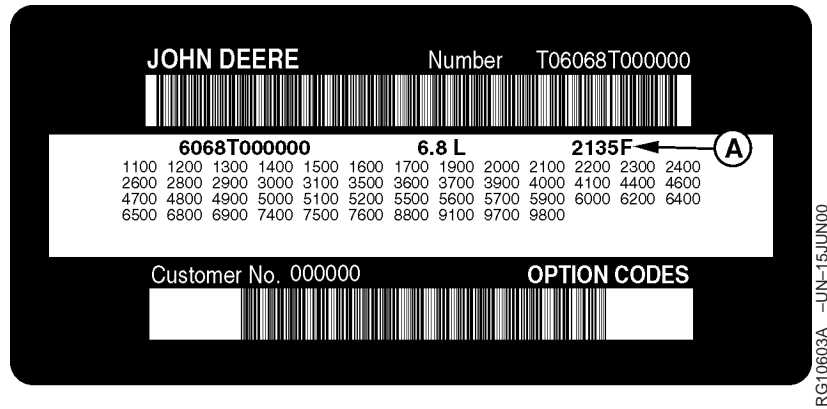 JOHN DEERE Number T06068T000000
6068T000000 6.8 L 2135F A
1100 1200 1300 1400 1500 1600 1700 1900 2000 2100 2200 2300 2400
2600 2800 2900 3000 3100 3500 3600 3700 3900 4000 4100 4400 4600
4700 4800 4900 5000 5100 5200 5500 5600 5700 5900 6000 6200 6400
6500 6800 6900 7400 7500 7600 8800 9100 9700 9800
Customer No. 000000 OPTION CODES
RG10603A –UN–15JUN00